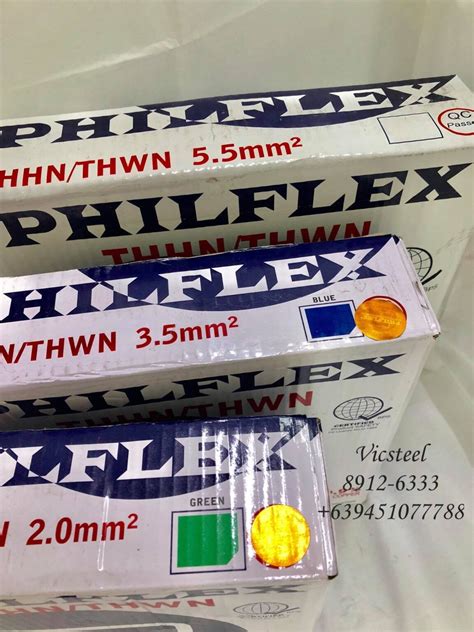 PHILFLEX
QC
Passed
THHN/THWN 5.5mm²
PHILFLEX
THHN/THWN
PHILFLEX
BLUE
N/THWN 3.5mm²
PHILFLEX
THHN/THWN
CERTIFIED
LFLEX
GREEN
N 2.0mm²
Vicsteel
8912-6333
+639451077788
COPPER